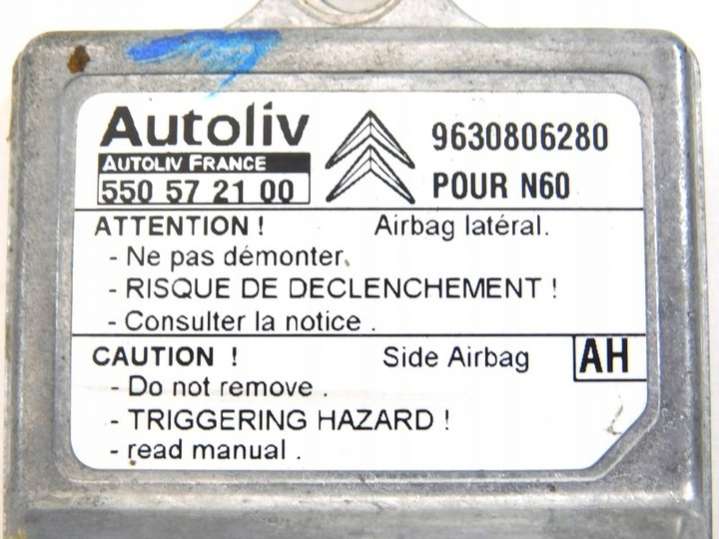 Autoliv
AUTOLIV FRANCE
550 57 21 00
9630806280
POUR N60
ATTENTION ! Airbag latéral.
- Ne pas démonter.
- RISQUE DE DECLENCHEMENT !
- Consulter la notice .
CAUTION ! Side Airbag AH
- Do not remove .
- TRIGGERING HAZARD !
- read manual .